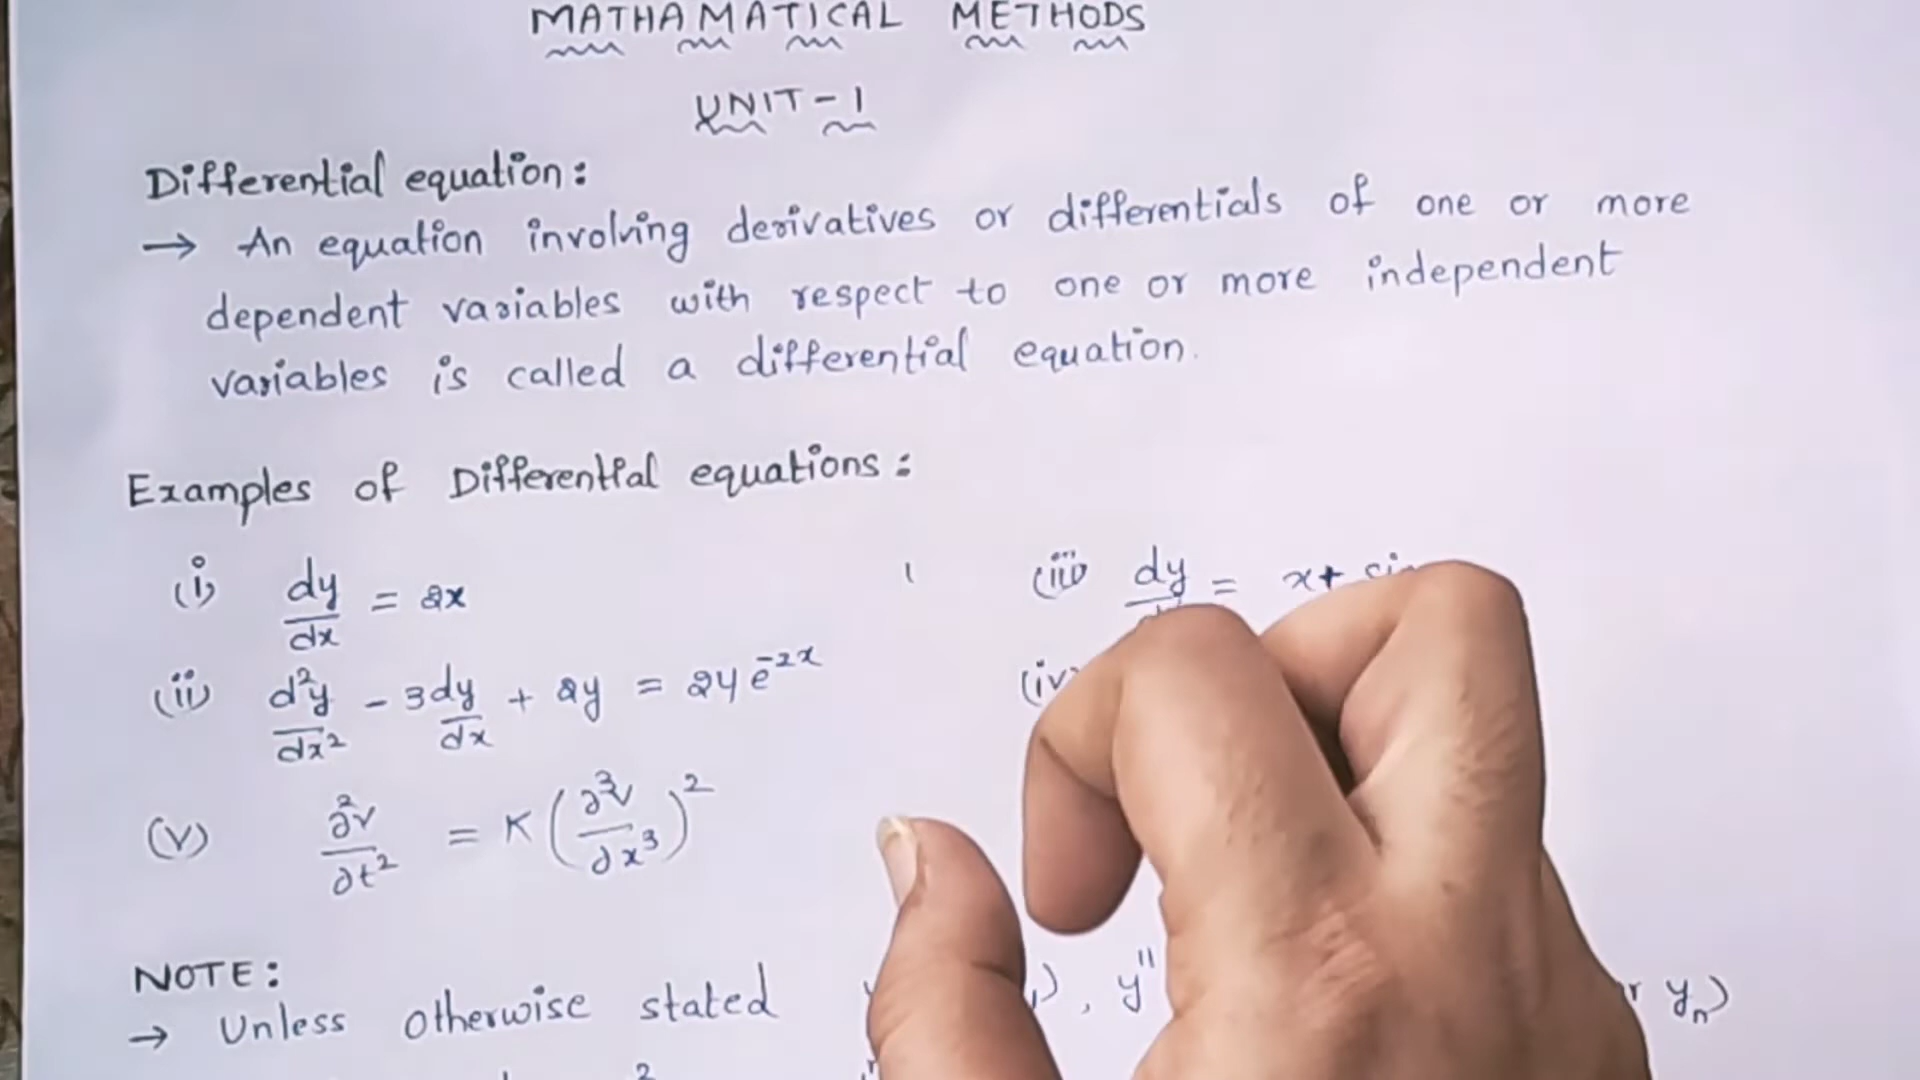 MATHAMATICAL METHODS
UNIT-1
Differential equation:
→ An equation involving derivatives or differentials of one or more
dependent variables with respect to one or more independent
variables is called a differential equation.
Examples of Differential equations:
(i) dy/dx = 2x
(iii) dy = x+
(ii) d²y/dx² - 3dy/dx + 2y = 24e⁻²ˣ
(iv)
(v) ∂²v/∂t² = K(∂³v/∂x³)²
NOTE:
→ Unless otherwise stated , y'' yₙ)